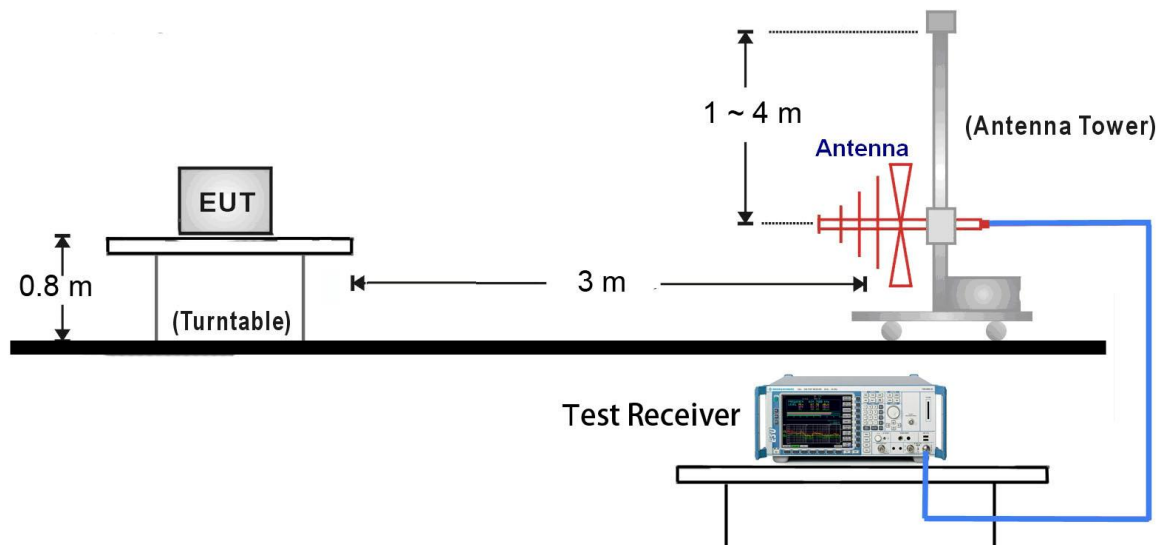 1 ~ 4 m
(Antenna Tower)
Antenna
EUT
0.8 m
3 m
(Turntable)
Test Receiver